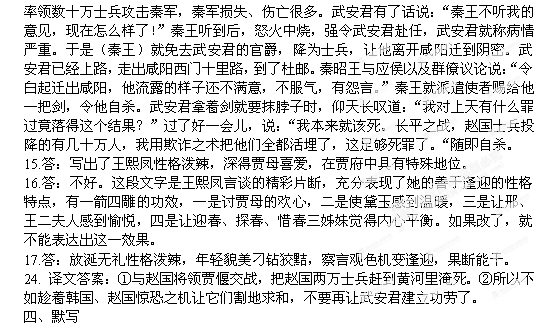 率领数十万士兵攻击秦军，秦军损失、伤亡很多。武安君有了话说：“秦王不听我的
意见，现在怎么样了!”秦王听到后，怒火中烧，强令武安君赴任，武安君就称病情
严重。于是（秦王）就免去武安君的官爵，降为士兵，让他离开咸阳迁到阴密。武安
君已经上路，走出咸阳西门十里路，到了杜邮。秦昭王与应侯以及群僚议论说：“令
白起迁出咸阳，他流露的样子还不满意，不服气，有怨言。”秦王就派遣使者赐给他
一把剑，令他自杀。武安君拿着剑就要抹脖子时，仰天长叹道：“我对上天有什么罪
过竟落得这个结果？”过了好一会儿，说：“我本来就该死。长平之战，赵国士兵投
降的有几十万人，我用欺诈之术把他们全都活埋了，这足够死罪了。“随即自杀。
15.答：写出了王熙凤性格泼辣，深得贾母喜爱，在贾府中具有特殊地位。
16.答：不好。这段文字是王熙凤言谈的精彩片断，充分表现了她的善于逢迎的性格
特点，有一箭四雕的功效，一是讨贾母的欢心，二是使黛玉感到温暖，三是让邢、
王二夫人感到愉悦，四是让迎春、探春、惜春三姊妹觉得内心平衡。如果改了，就
不能表达出这一效果。
17.答：放诞无礼性格泼辣，年轻貌美刁钻狡黠，察言观色机变逢迎，果断能干。
24. 译文答案：①与赵国将领贾偃交战，把赵国两万士兵赶到黄河里淹死。②所以不
如趁着韩国、赵国惊恐之机让它们割地求和，不要再让武安君建立功劳了。
四、默写